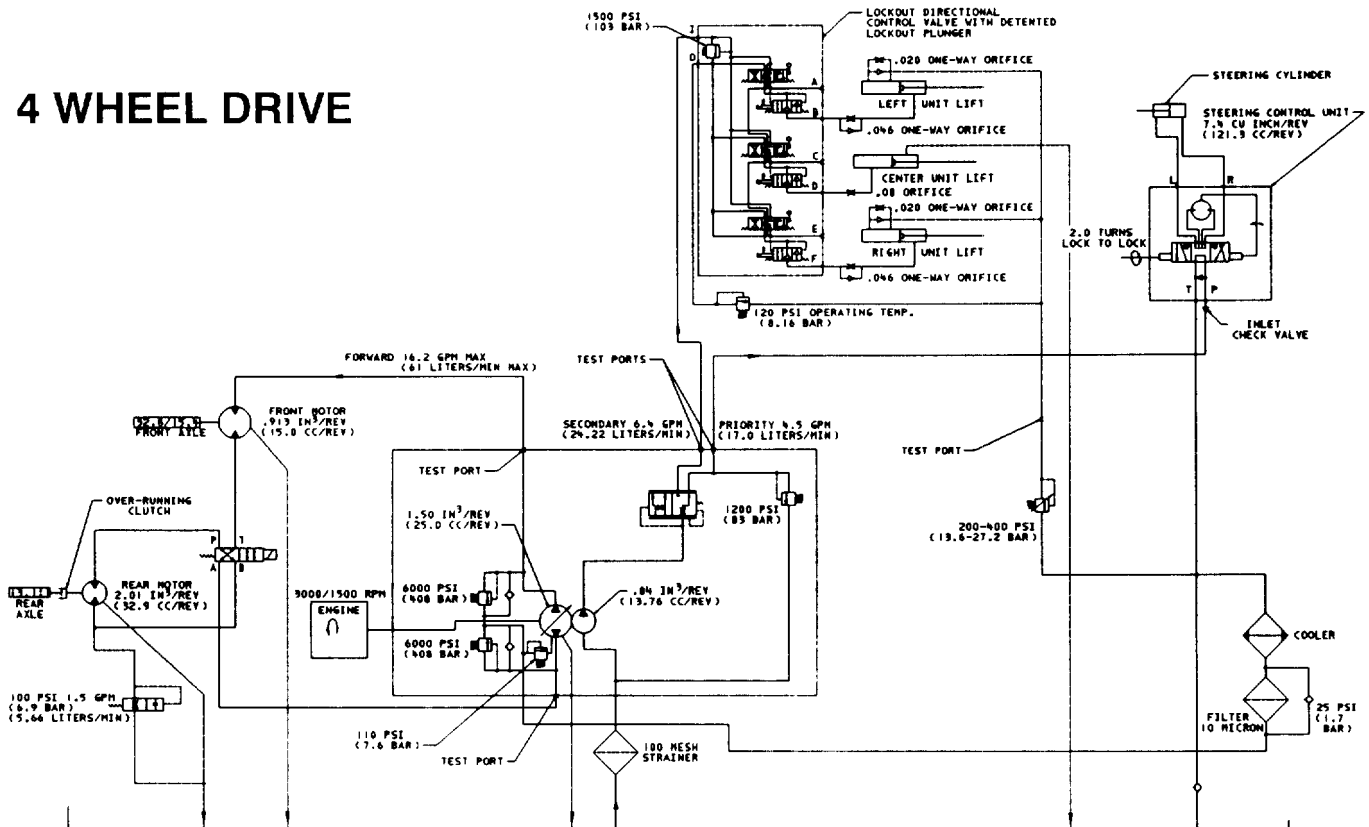 4 WHEEL DRIVE
1500 PSI
(103 BAR)
I
D
LOCKOUT DIRECTIONAL
CONTROL VALVE WITH DETENTED
LOCKOUT PLUNGER
A
B
C
D
E
F
.020 ONE-WAY ORIFICE
LEFT UNIT LIFT
.046 ONE-WAY ORIFICE
CENTER UNIT LIFT
.08 ORIFICE
.020 ONE-WAY ORIFICE
RIGHT UNIT LIFT
.046 ONE-WAY ORIFICE
120 PSI OPERATING TEMP.
(8.16 BAR)
STEERING CYLINDER
STEERING CONTROL UNIT
7.4 CU INCH/REV
(121.3 CC/REV)
L
R
2.0 TURNS
LOCK TO LOCK
T
P
INLET
CHECK VALVE
FORWARD 16.2 GPM MAX
(61 LITERS/MIN MAX)
TEST PORTS
FRONT MOTOR
.913 IN³/REV
(15.0 CC/REV)
FRONT AXLE
SECONDARY 6.4 GPM
(24.22 LITERS/MIN)
PRIORITY 4.5 GPM
(17.0 LITERS/MIN)
TEST PORT
TEST PORT
OVER-RUNNING
CLUTCH
P
T
A
B
1.50 IN³/REV
(25.0 CC/REV)
1200 PSI
(83 BAR)
200-400 PSI
(13.6-27.2 BAR)
REAR MOTOR
2.01 IN³/REV
(32.9 CC/REV)
REAR
AXLE
3000/1500 RPM
ENGINE
6000 PSI
(408 BAR)
6000 PSI
(408 BAR)
.84 IN³/REV
(13.76 CC/REV)
COOLER
100 PSI 1.5 GPM
(6.9 BAR)
(5.66 LITERS/MIN)
110 PSI
(7.6 BAR)
TEST PORT
100 MESH
STRAINER
FILTER
10 MICRON
25 PSI
(1.7
BAR)